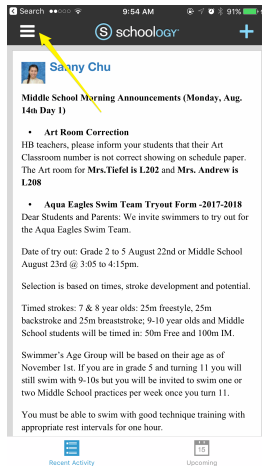 Search 9:54 AM 91%
S schoology
Sanny Chu
Middle School Morning Announcements (Monday, Aug.
14th Day 1)
• Art Room Correction
HB teachers, please inform your students that their Art
Classroom number is not correct showing on schedule paper.
The Art room for Mrs.Tiefel is L202 and Mrs. Andrew is
L208
• Aqua Eagles Swim Team Tryout Form -2017-2018
Dear Students and Parents: We invite swimmers to try out for
the Aqua Eagles Swim Team.
Date of try out: Grade 2 to 5 August 22nd or Middle School
August 23rd @ 3:05 to 4:15pm.
Selection is based on times, stroke development and potential.
Timed strokes: 7 & 8 year olds: 25m freestyle, 25m
backstroke and 25m breaststroke; 9-10 year olds and Middle
School students will be timed in: 50m Free and 100m IM.
Swimmer's Age Group will be based on their age as of
November 1st. If you are in grade 5 and turning 11 you will
still swim with 9-10s but you will be invited to swim one or
two Middle School practices per week once you turn 11.
You must be able to swim with good technique training with
appropriate rest intervals for one hour.
15
Recent Activity Upcoming